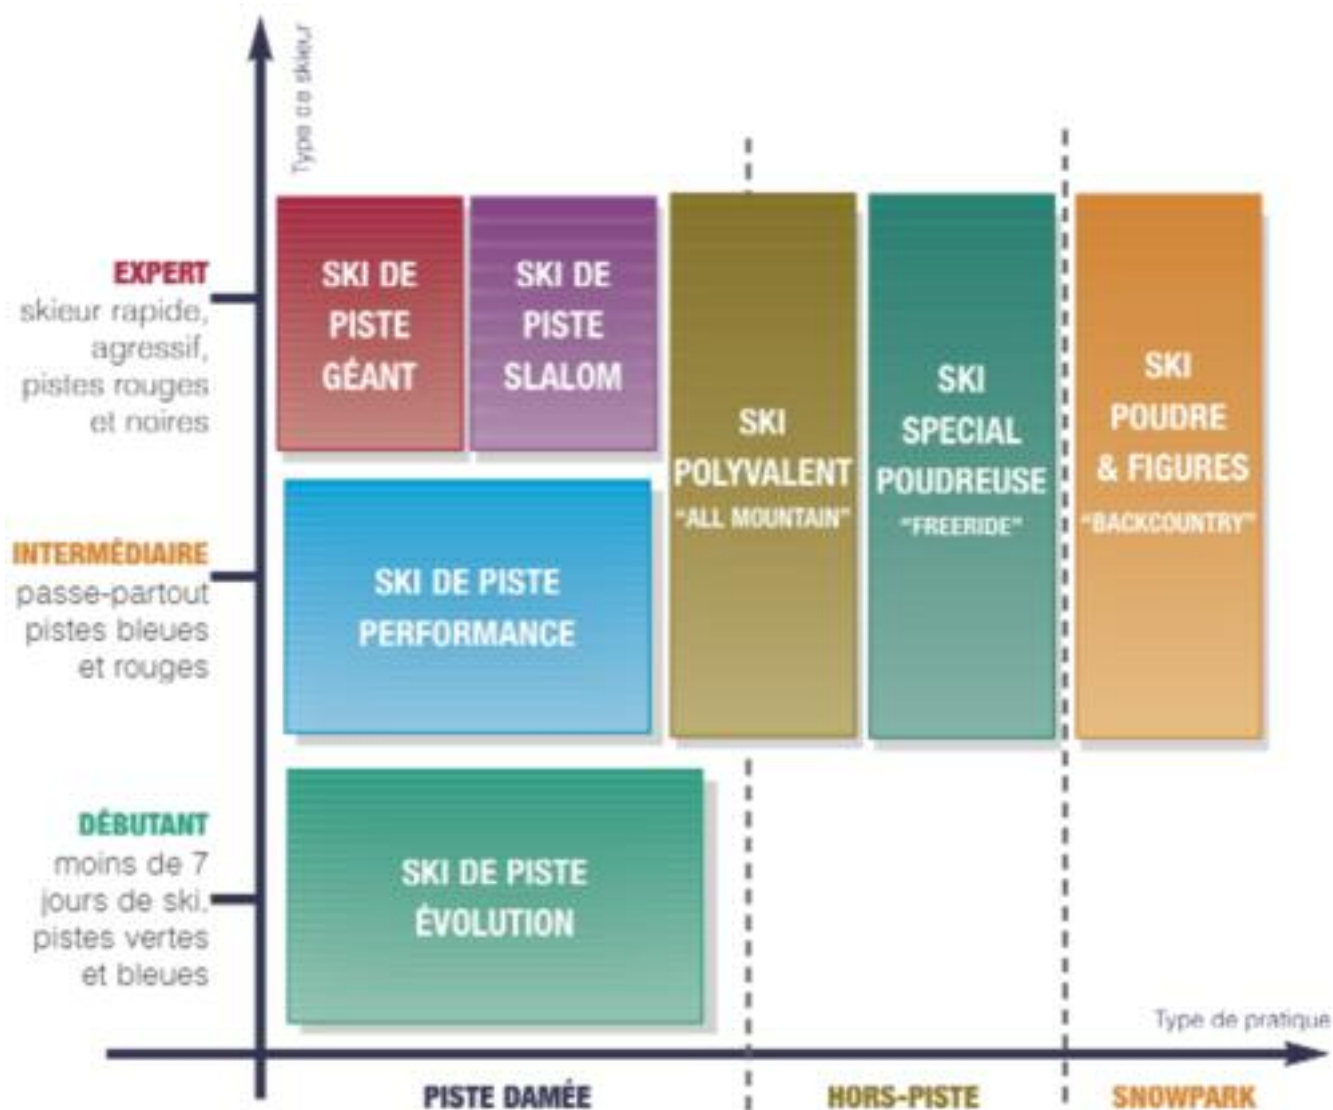 Type de skieur
EXPERT
skieur rapide,
agressif,
pistes rouges
et noires
SKI DE
PISTE
GÉANT
SKI DE
PISTE
SLALOM
SKI
POLYVALENT
"ALL MOUNTAIN"
SKI
SPECIAL
POUDREUSE
"FREERIDE"
SKI
POUDRE
& FIGURES
"BACKCOUNTRY"
INTERMÉDIAIRE
passe-partout
pistes bleues
et rouges
SKI DE PISTE
PERFORMANCE
DÉBUTANT
moins de 7
jours de ski.
pistes vertes
et bleues
SKI DE PISTE
ÉVOLUTION
Type de pratique
PISTE DAMÉE
HORS-PISTE
SNOWPARK